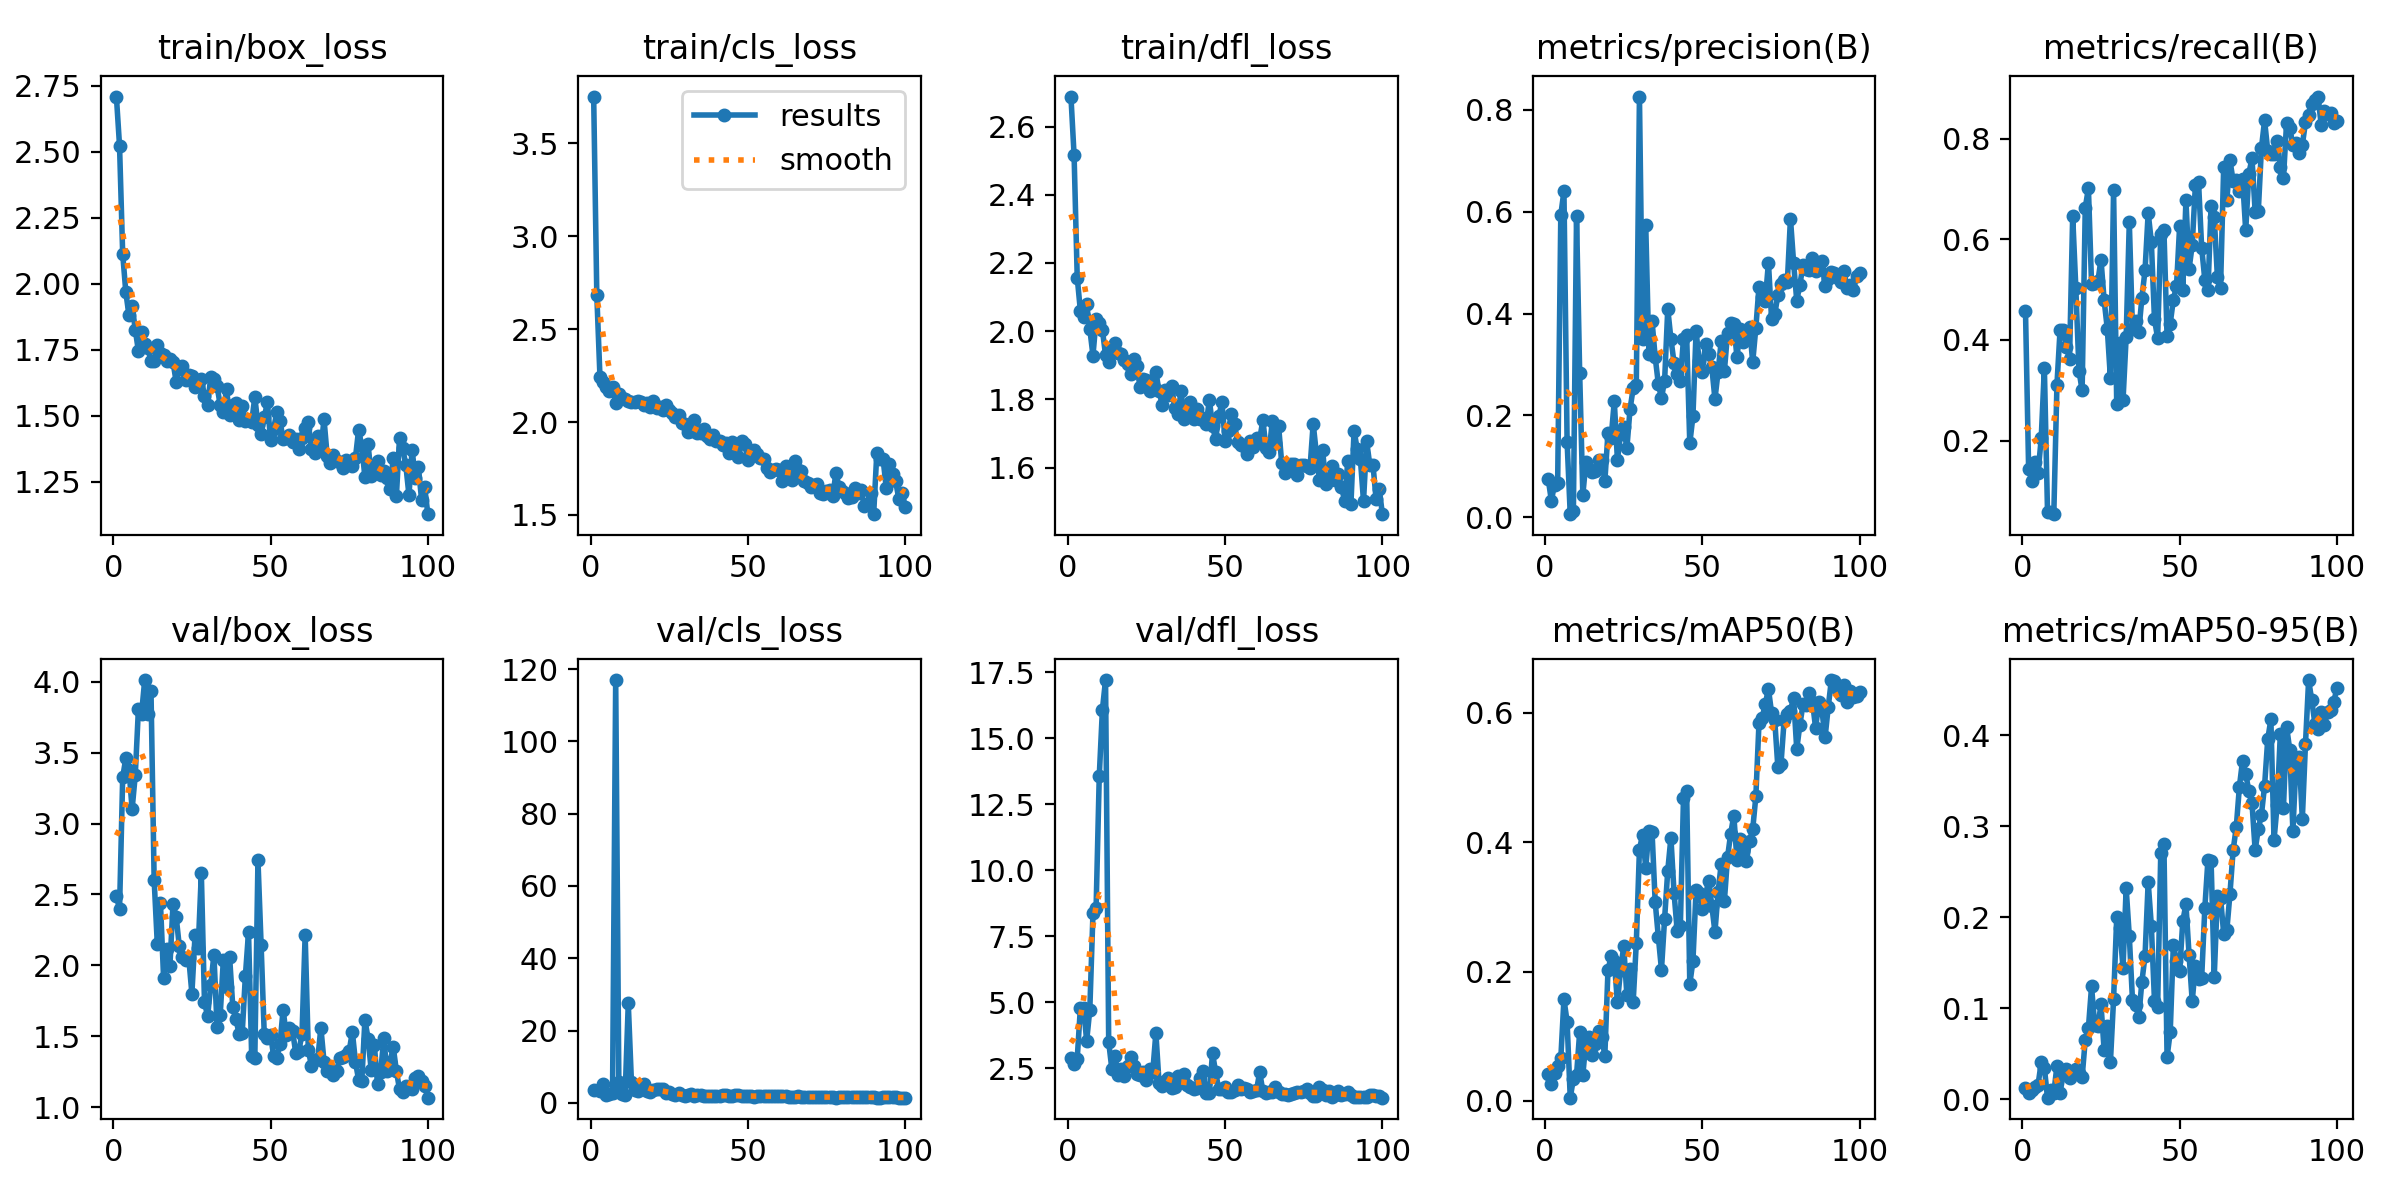 train/box_loss
2.75
2.50
2.25
2.00
1.75
1.50
1.25
0 50 100
train/cls_loss
results
smooth
3.5
3.0
2.5
2.0
1.5
0 50 100
train/dfl_loss
2.6
2.4
2.2
2.0
1.8
1.6
0 50 100
metrics/precision(B)
0.8
0.6
0.4
0.2
0.0
0 50 100
metrics/recall(B)
0.8
0.6
0.4
0.2
0 50 100
val/box_loss
4.0
3.5
3.0
2.5
2.0
1.5
1.0
0 50 100
val/cls_loss
120
100
80
60
40
20
0
0 50 100
val/dfl_loss
17.5
15.0
12.5
10.0
7.5
5.0
2.5
0 50 100
metrics/mAP50(B)
0.6
0.4
0.2
0.0
0 50 100
metrics/mAP50-95(B)
0.4
0.3
0.2
0.1
0.0
0 50 100